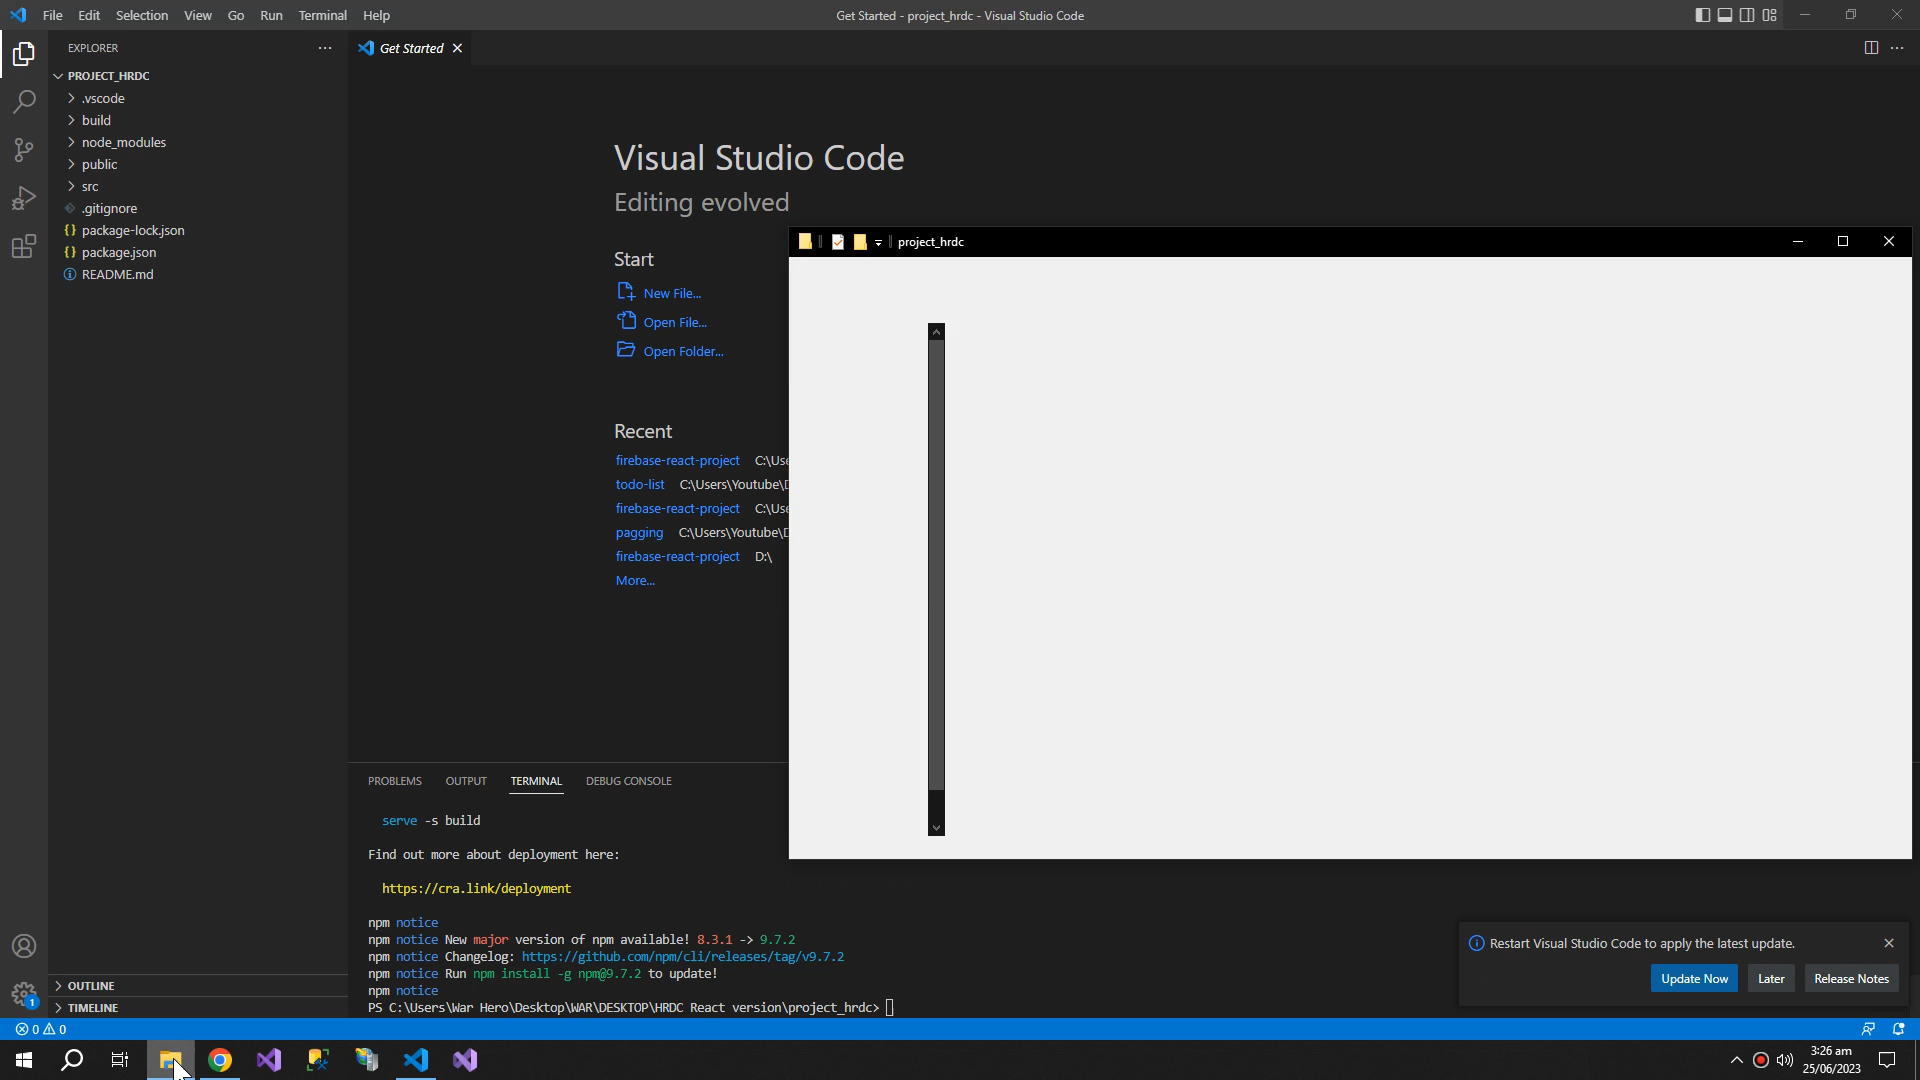 File Edit Selection View Go Run Terminal Help
Get Started - project_hrdc - Visual Studio Code
EXPLORER
PROJECT_HRDC
.vscode
build
node_modules
public
src
.gitignore
package-lock.json
package.json
README.md
OUTLINE
TIMELINE
Get Started
Visual Studio Code
Editing evolved
Start
New File...
Open File...
Open Folder...
Recent
firebase-react-project C:\Use
todo-list C:\Users\Youtube\D
firebase-react-project C:\Use
pagging C:\Users\Youtube\D
firebase-react-project D:\
More...
project_hrdc
PROBLEMS OUTPUT TERMINAL DEBUG CONSOLE
serve -s build
Find out more about deployment here:
https://cra.link/deployment
npm notice
npm notice New major version of npm available! 8.3.1 -> 9.7.2
npm notice Changelog: https://github.com/npm/cli/releases/tag/v9.7.2
npm notice Run npm install -g npm@9.7.2 to update!
npm notice
PS C:\Users\War Hero\Desktop\WAR\DESKTOP\HRDC React version\project_hrdc>
Restart Visual Studio Code to apply the latest update.
Update Now Later Release Notes
1
0 0
3:26 am
25/06/2023